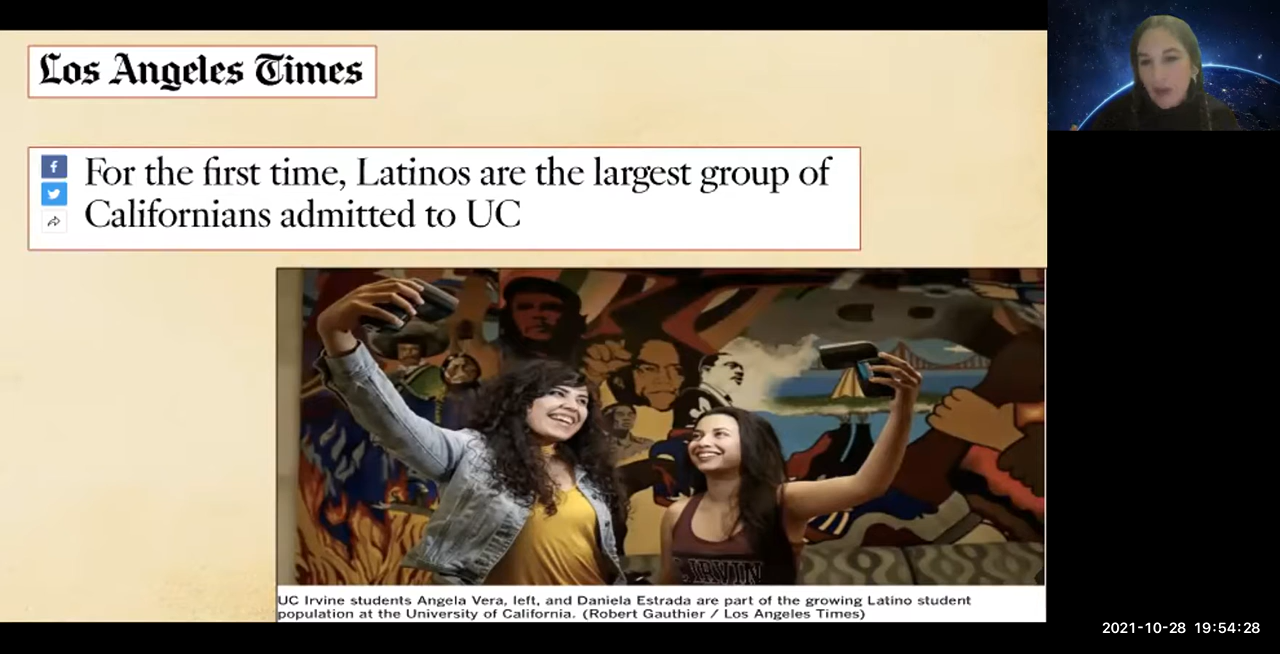 Los Angeles Times
For the first time, Latinos are the largest group of
Californians admitted to UC
IRVIN
UC Irvine students Angela Vera, left, and Daniela Estrada are part of the growing Latino student
population at the University of California. (Robert Gauthier / Los Angeles Times)
2021-10-28 19:54:28